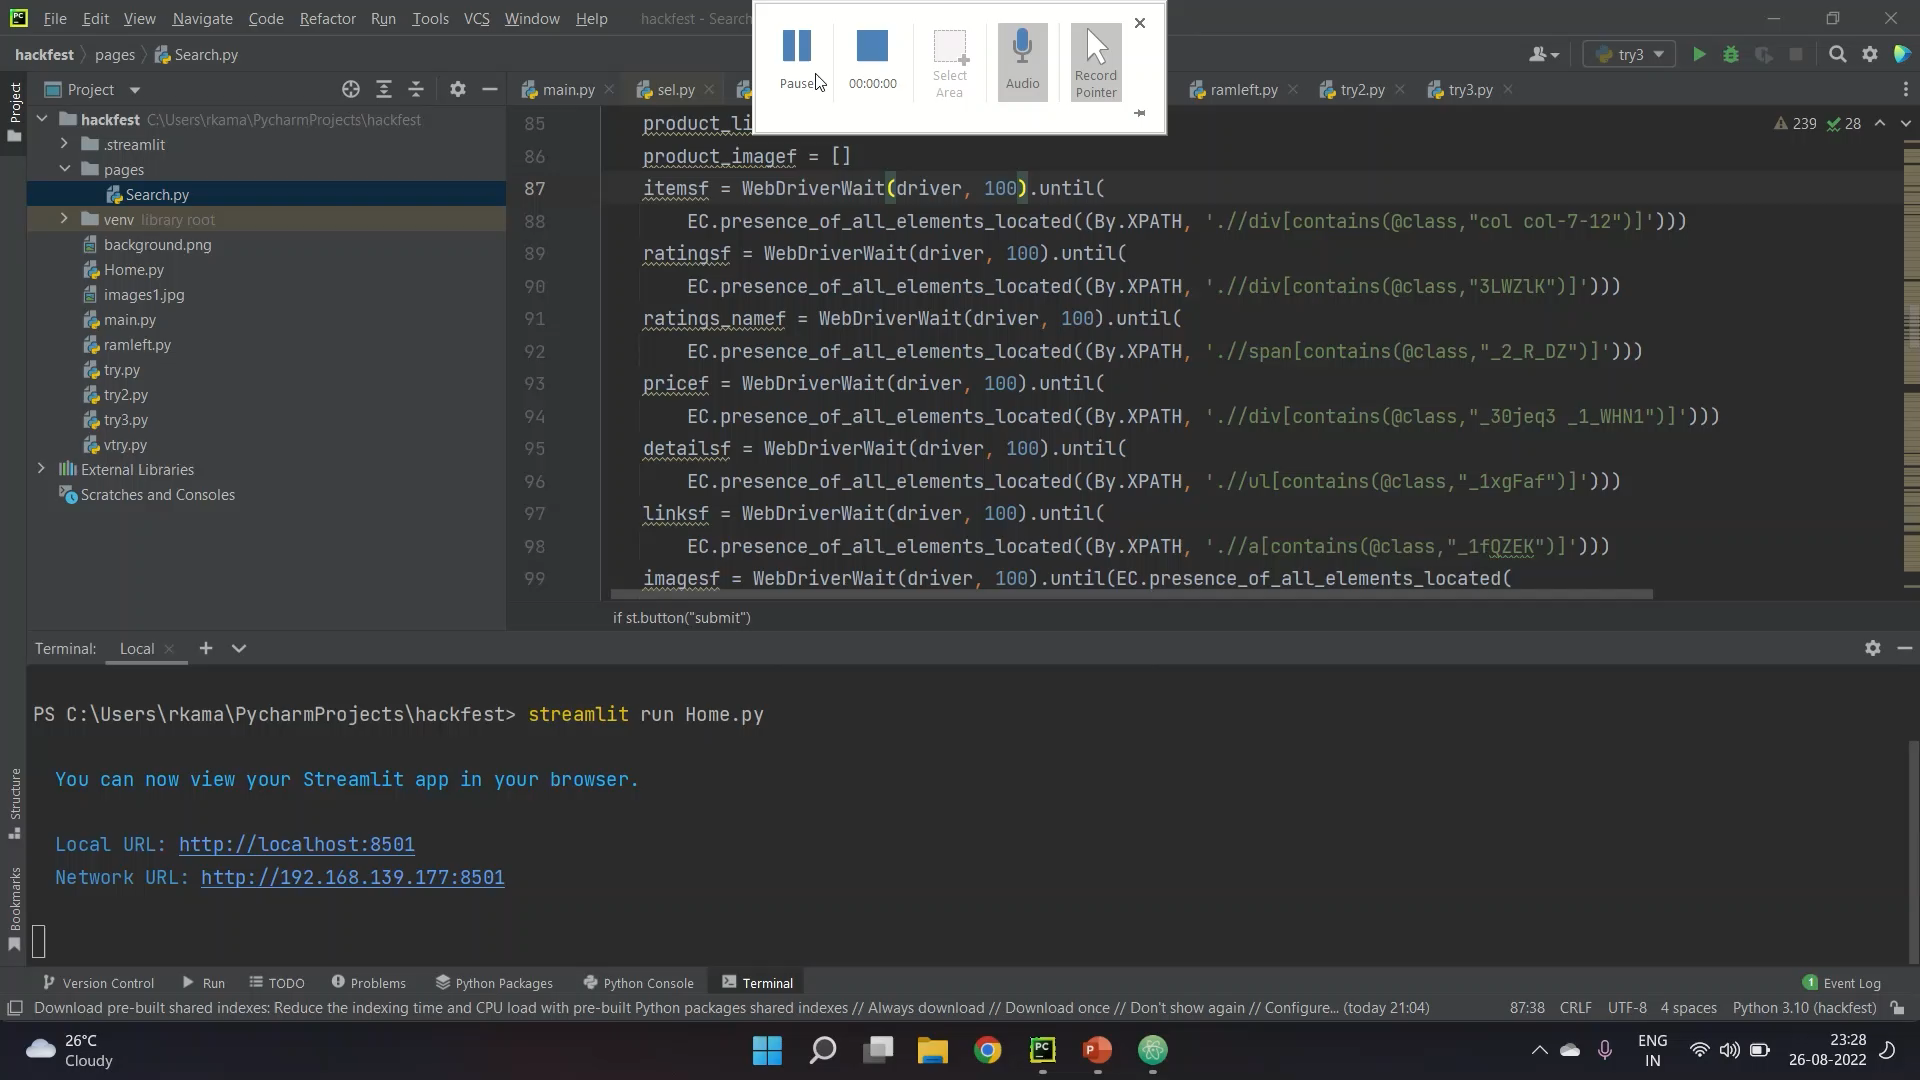 File Edit View Navigate Code Refactor Run Tools VCS Window Help hackfest - Search
hackfest pages Search.py
try3
Pause 00:00:00 Select Area Audio Record Pointer
Project
Project
main.py sel.py ramleft.py try2.py try3.py
hackfest C:\Users\rkama\PycharmProjects\hackfest
.streamlit
pages
Search.py
venv library root
background.png
Home.py
images1.jpg
main.py
ramleft.py
try.py
try2.py
try3.py
vtry.py
External Libraries
Scratches and Consoles
239 28
85 product_li
86 product_imagef = []
87 itemsf = WebDriverWait(driver, 100).until(
88 EC.presence_of_all_elements_located((By.XPATH, './/div[contains(@class,"col col-7-12")]')))
89 ratingsf = WebDriverWait(driver, 100).until(
90 EC.presence_of_all_elements_located((By.XPATH, './/div[contains(@class,"3LWZlK")]')))
91 ratings_namef = WebDriverWait(driver, 100).until(
92 EC.presence_of_all_elements_located((By.XPATH, './/span[contains(@class,"_2_R_DZ")]')))
93 pricef = WebDriverWait(driver, 100).until(
94 EC.presence_of_all_elements_located((By.XPATH, './/div[contains(@class,"_30jeq3 _1_WHN1")]')))
95 detailsf = WebDriverWait(driver, 100).until(
96 EC.presence_of_all_elements_located((By.XPATH, './/ul[contains(@class,"_1xgFaf")]')))
97 linksf = WebDriverWait(driver, 100).until(
98 EC.presence_of_all_elements_located((By.XPATH, './/a[contains(@class,"_1fQZEK")]')))
99 imagesf = WebDriverWait(driver, 100).until(EC.presence_of_all_elements_located(
if st.button("submit")
Terminal: Local
PS C:\Users\rkama\PycharmProjects\hackfest> streamlit run Home.py
You can now view your Streamlit app in your browser.
Local URL: http://localhost:8501
Network URL: http://192.168.139.177:8501
Structure
Bookmarks
Version Control Run TODO Problems Python Packages Python Console Terminal 1 Event Log
Download pre-built shared indexes: Reduce the indexing time and CPU load with pre-built Python packages shared indexes // Always download // Download once // Don't show again // Configure... (today 21:04) 87:38 CRLF UTF-8 4 spaces Python 3.10 (hackfest)
26°C
Cloudy
ENG
IN
23:28
26-08-2022